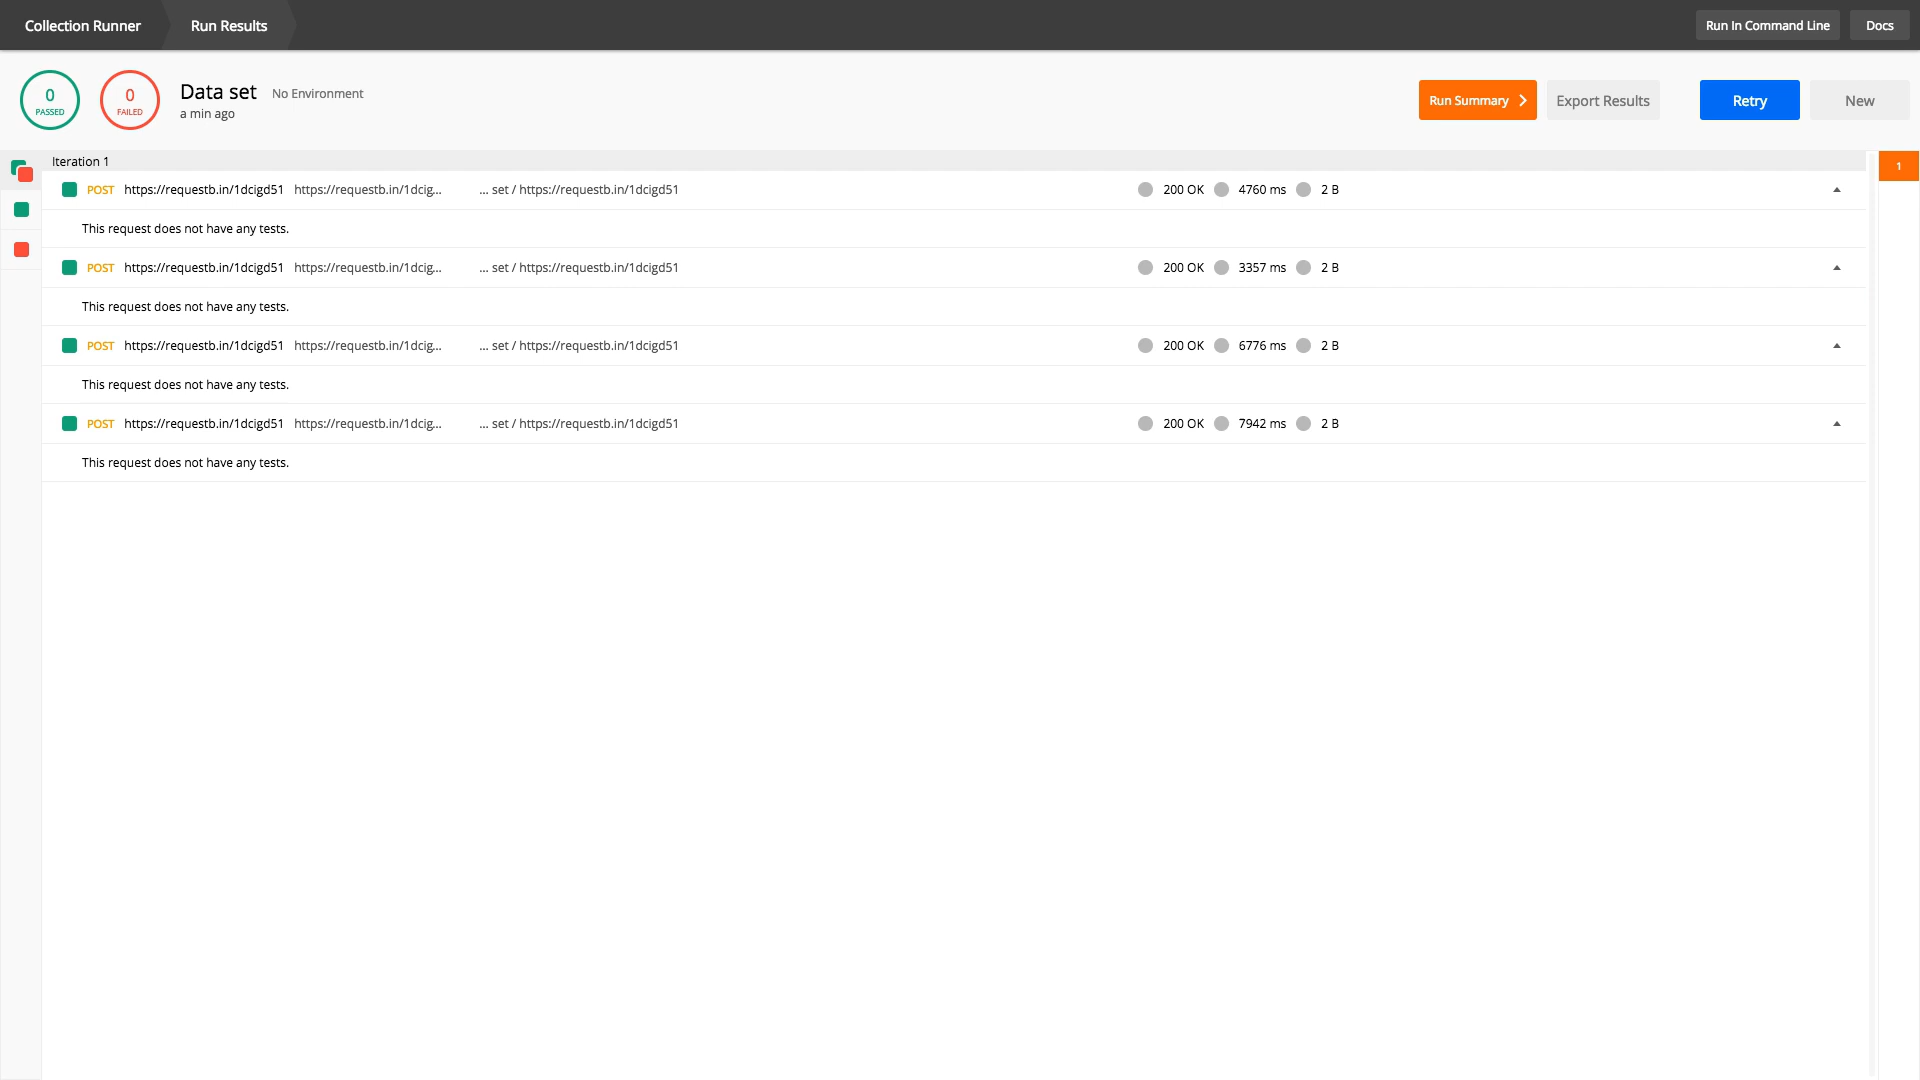 Collection Runner Run Results Run In Command Line Docs
0 PASSED
0 FAILED
Data set No Environment
a min ago
Run Summary Export Results Retry New
Iteration 1
1
POST https://requestb.in/1dcigd51 https://requestb.in/1dcig... ... set / https://requestb.in/1dcigd51 200 OK 4760 ms 2 B
This request does not have any tests.
POST https://requestb.in/1dcigd51 https://requestb.in/1dcig... ... set / https://requestb.in/1dcigd51 200 OK 3357 ms 2 B
This request does not have any tests.
POST https://requestb.in/1dcigd51 https://requestb.in/1dcig... ... set / https://requestb.in/1dcigd51 200 OK 6776 ms 2 B
This request does not have any tests.
POST https://requestb.in/1dcigd51 https://requestb.in/1dcig... ... set / https://requestb.in/1dcigd51 200 OK 7942 ms 2 B
This request does not have any tests.